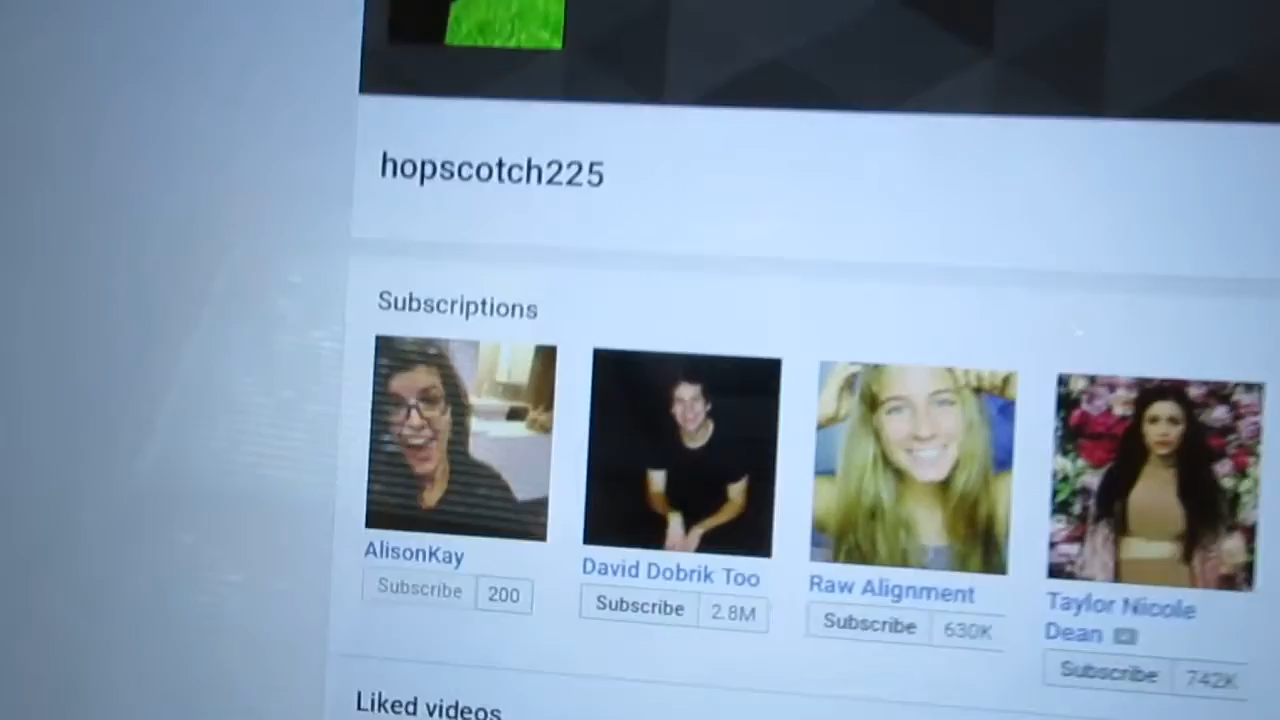 hopscotch225
Subscriptions
AlisonKay
Subscribe 200
David Dobrik Too
Subscribe 2.8M
Raw Alignment
Subscribe 630K
Taylor Nicole
Dean
Subscribe 742K
Liked videos